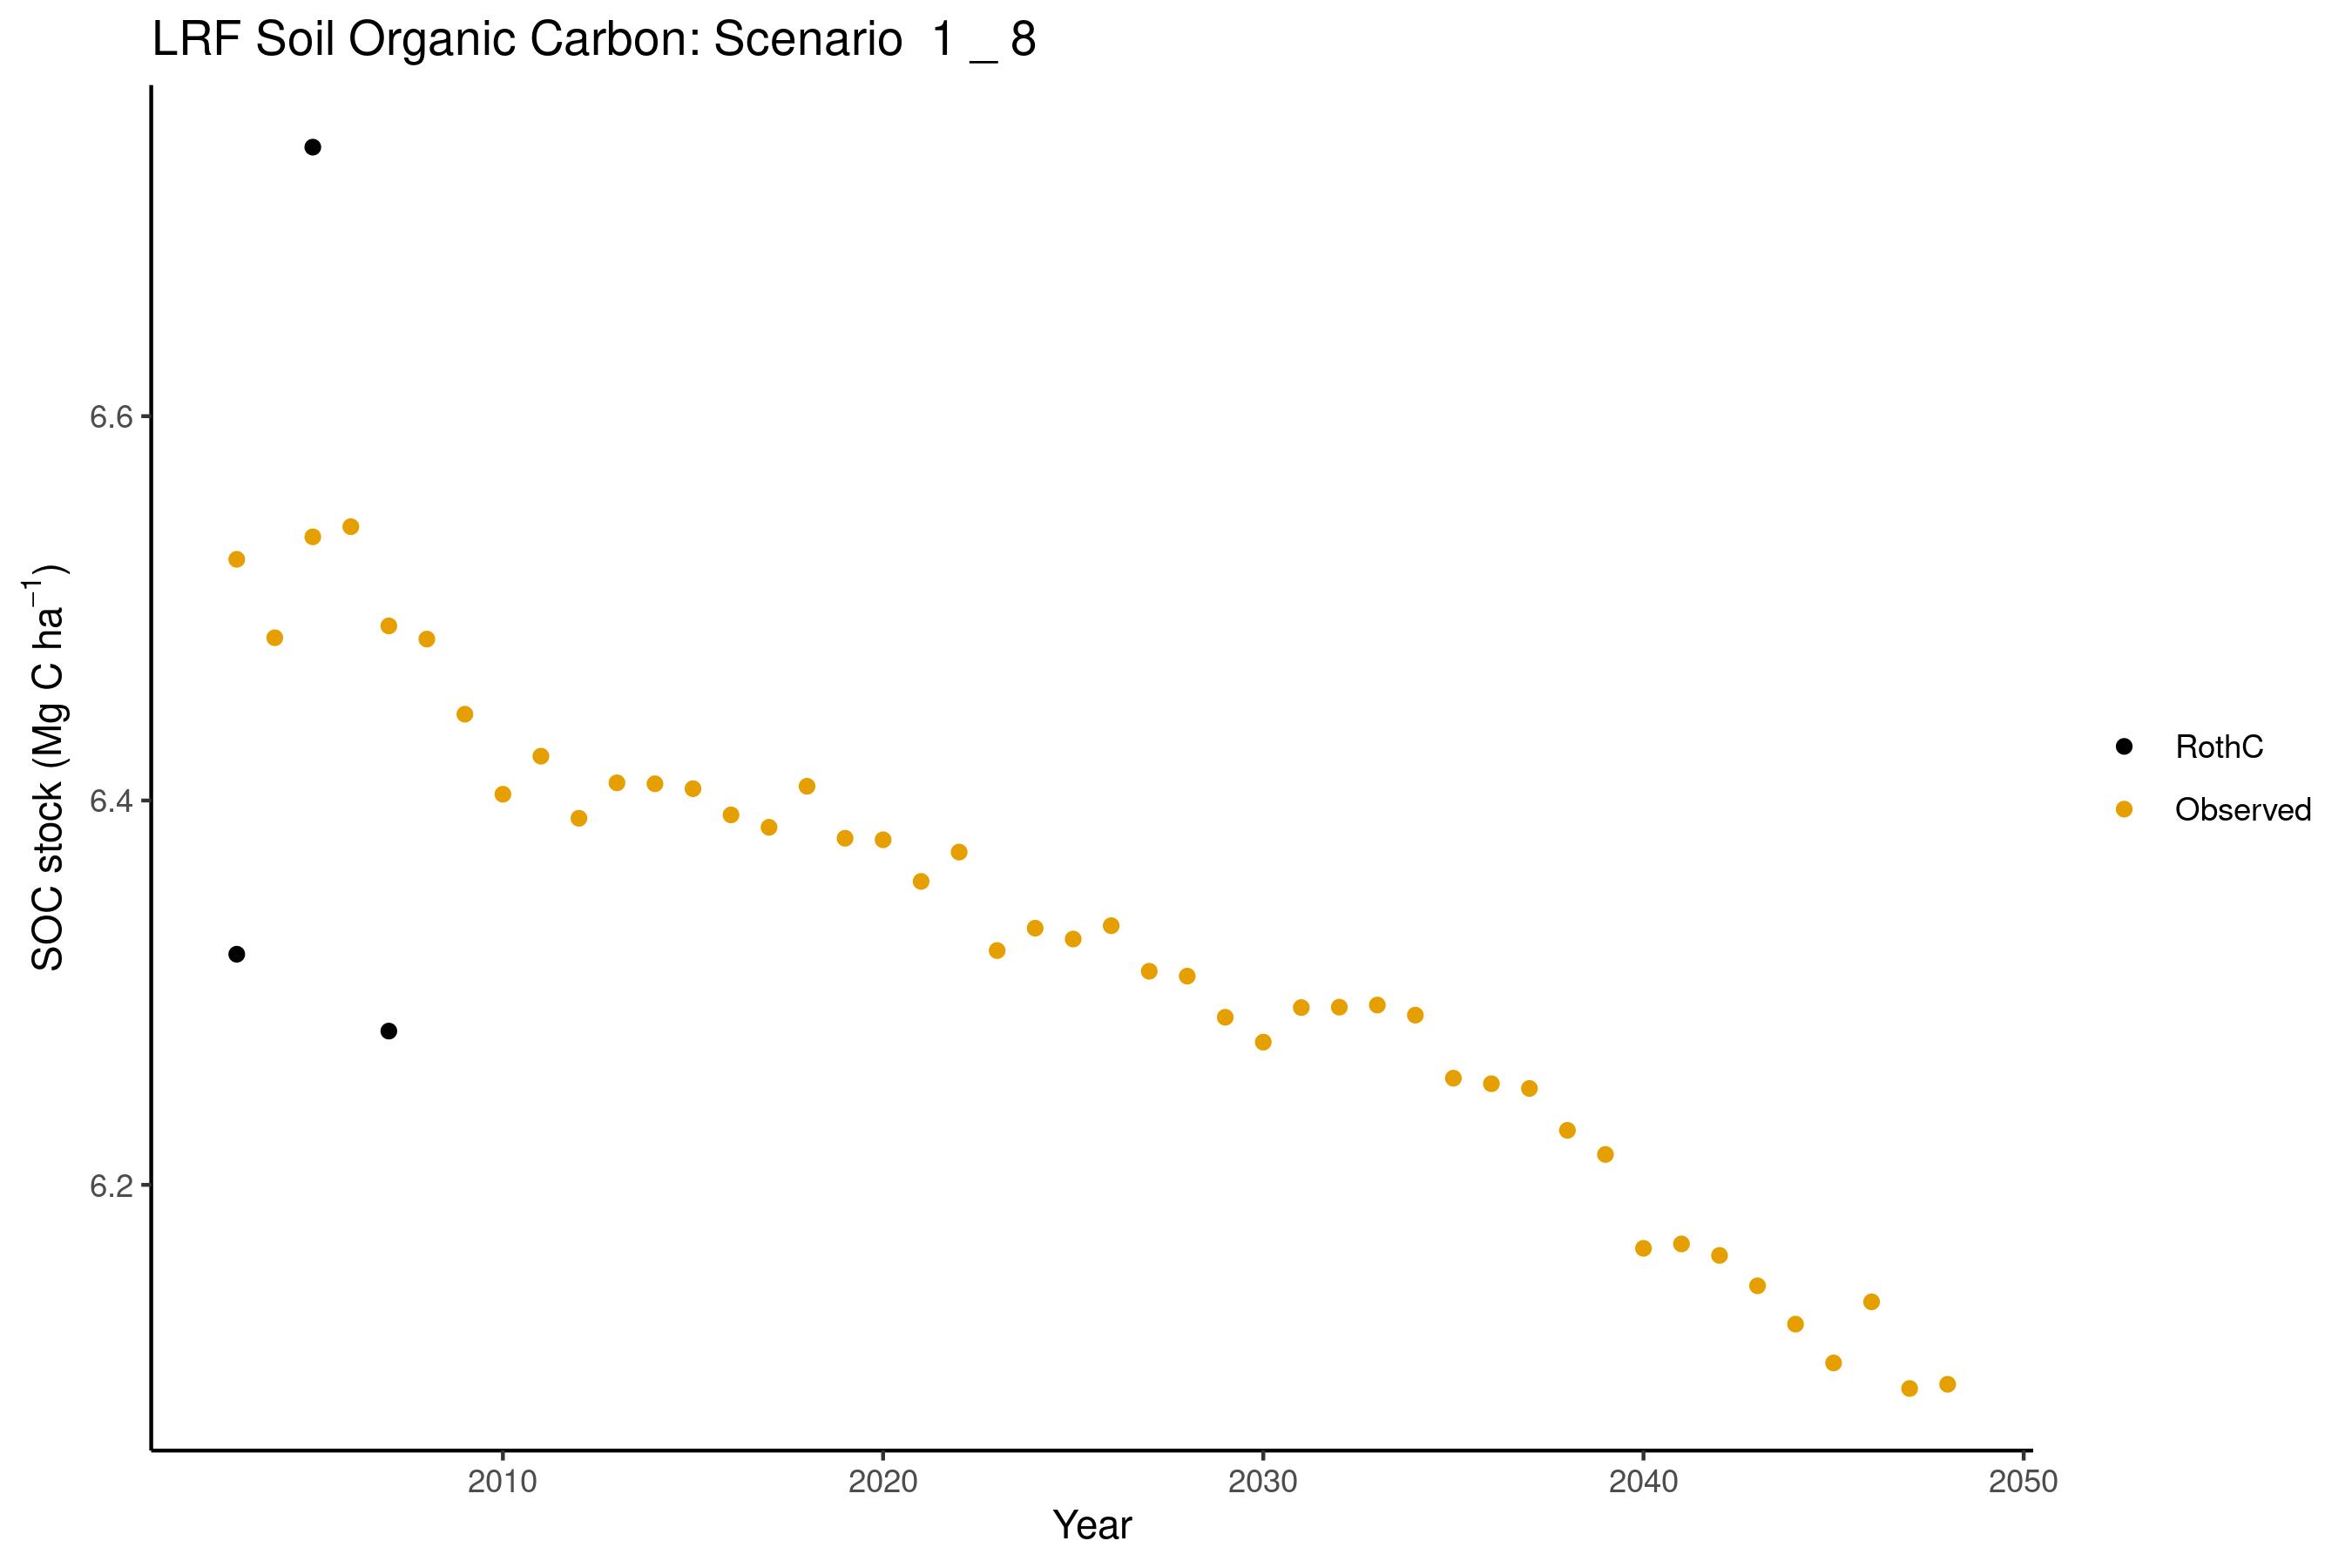 LRF Soil Organic Carbon: Scenario  1 _ 8
SOC stock (Mg C ha⁻¹)
6.6
6.4
6.2
2010
2020
2030
2040
2050
Year
RothC
Observed